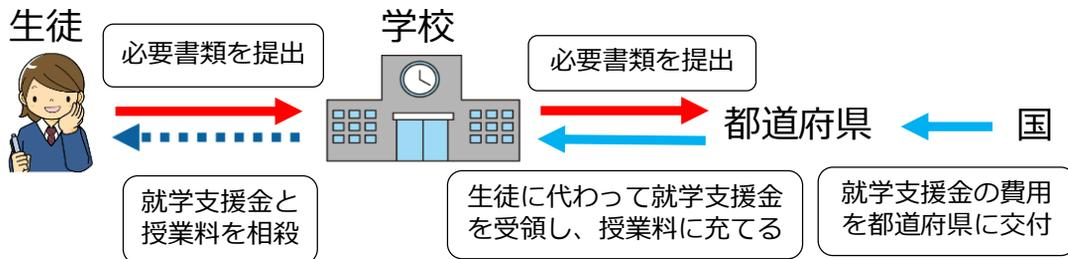 生徒
必要書類を提出
学校
必要書類を提出
都道府県
国
就学支援金と
授業料を相殺
生徒に代わって就学支援金
を受領し、授業料に充てる
就学支援金の費用
を都道府県に交付